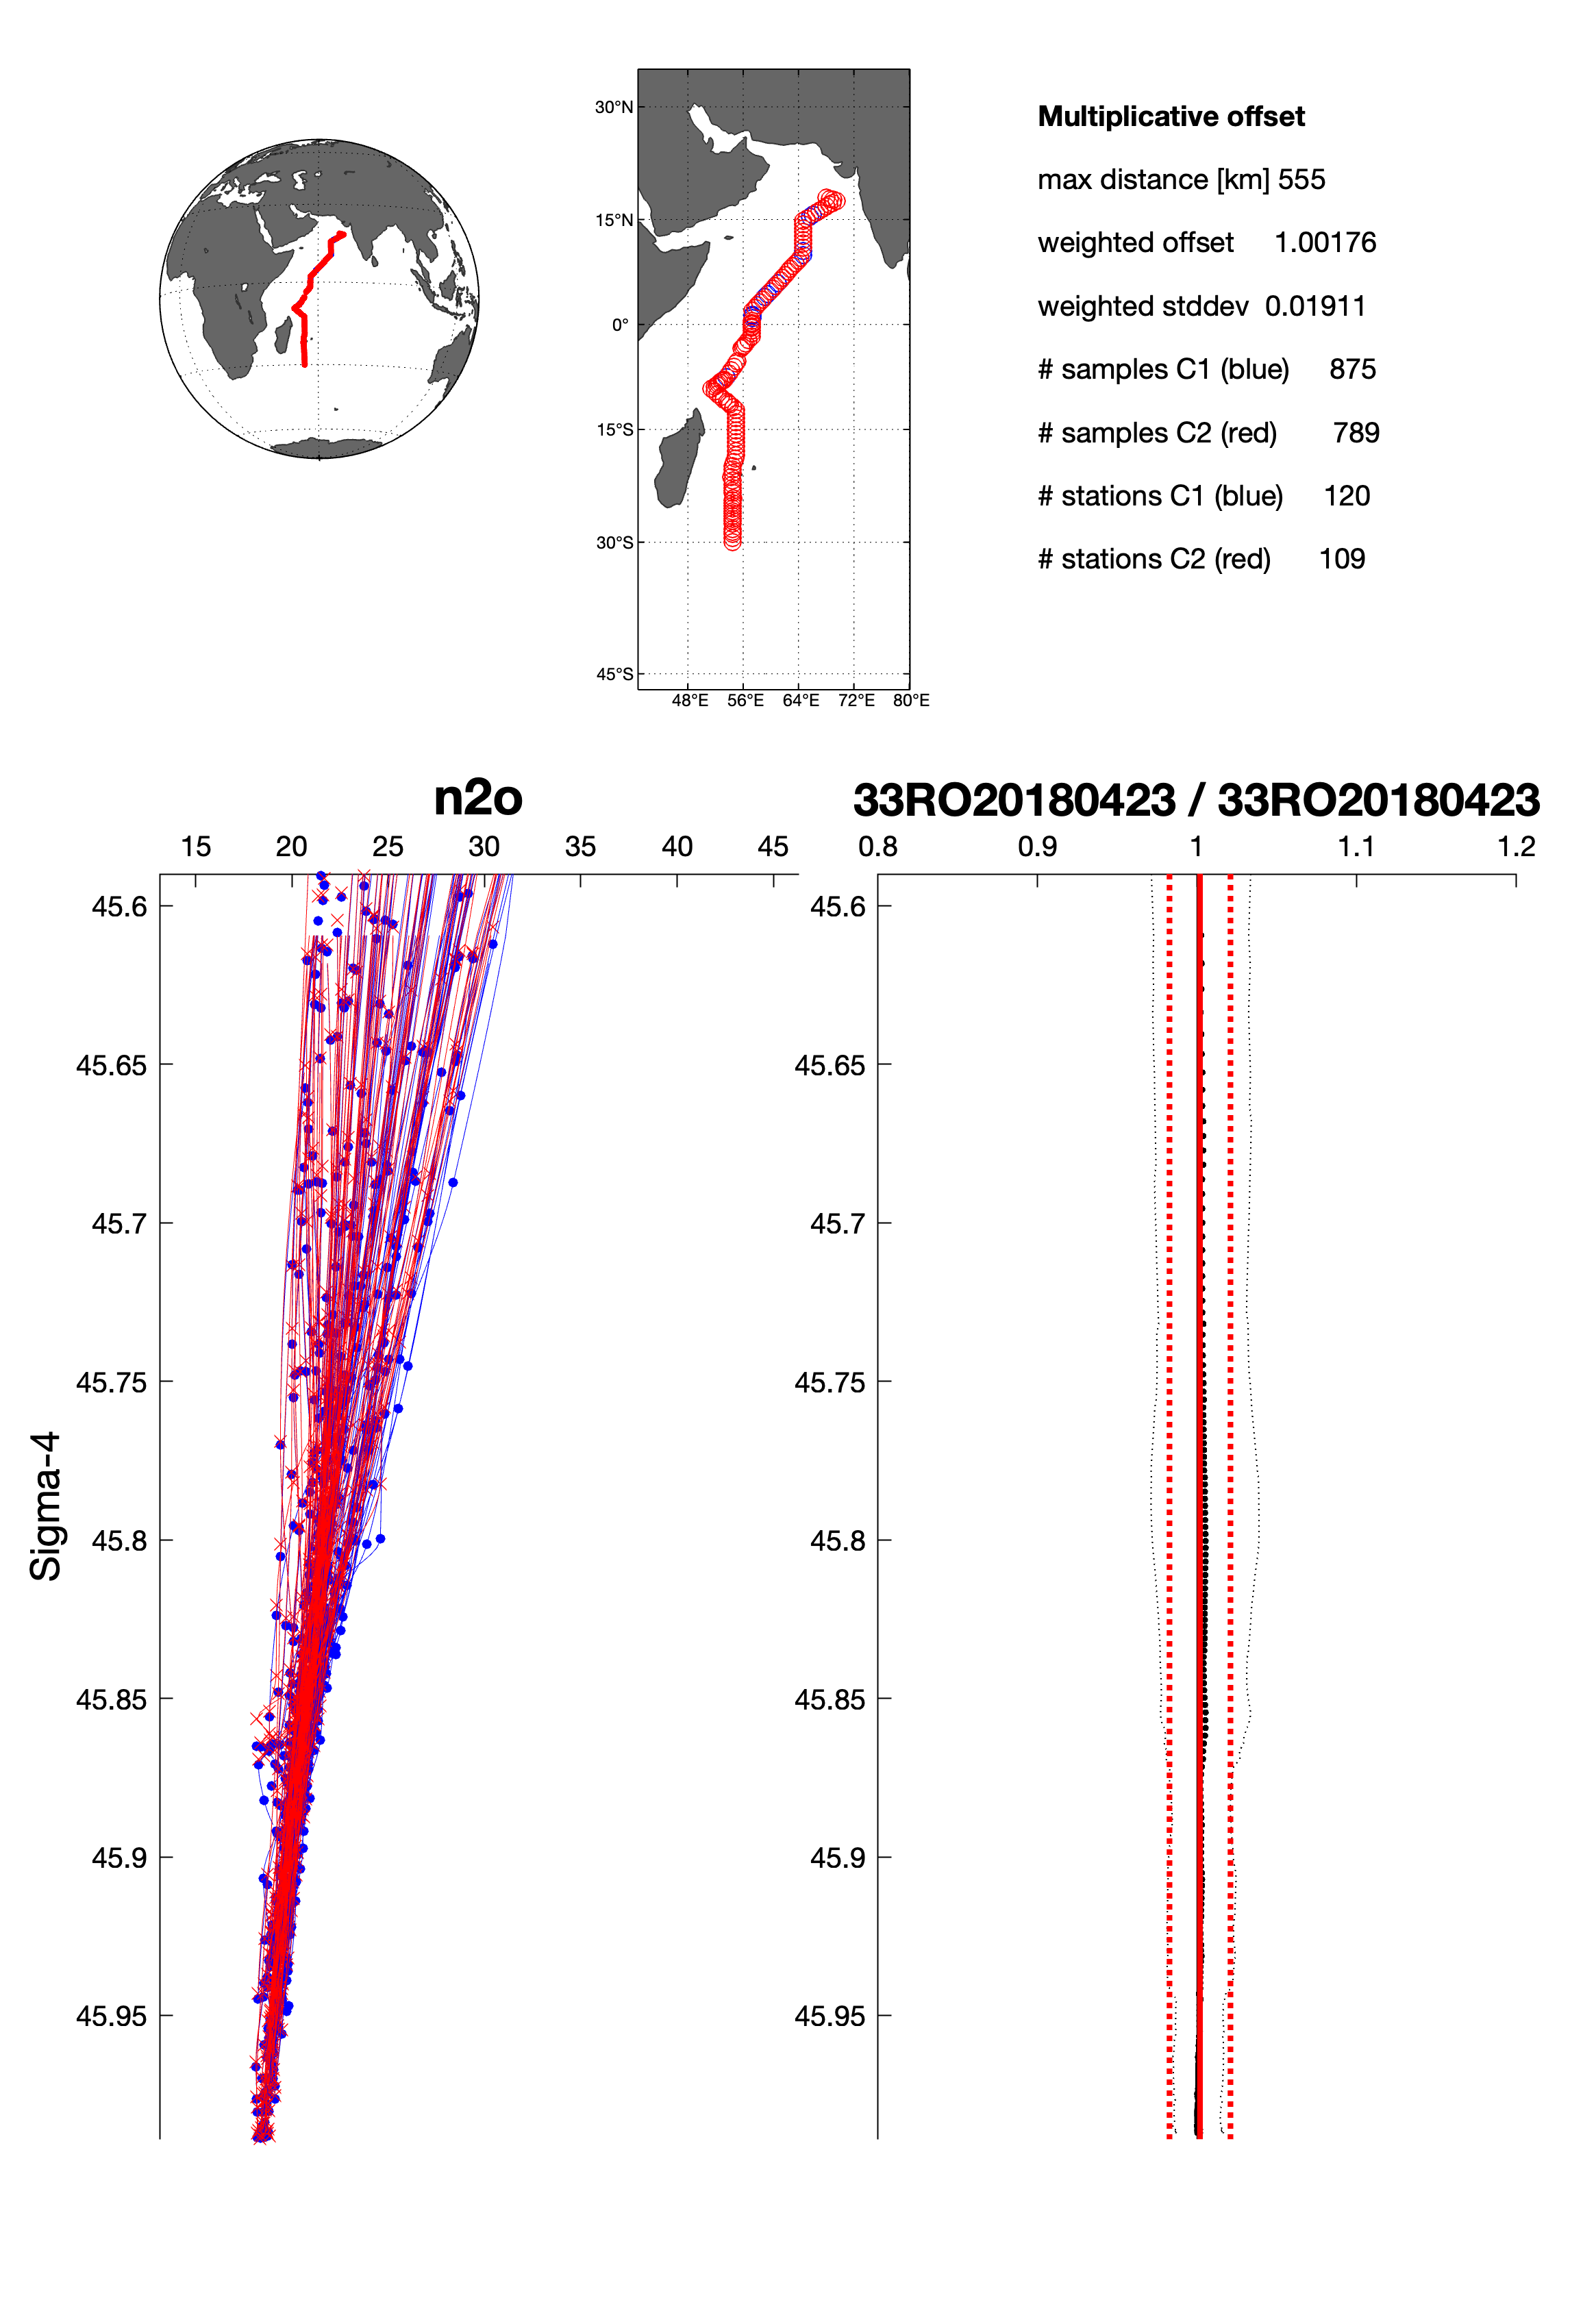 30°N
15°N
0°
15°S
30°S
45°S
48°E 56°E 64°E 72°E 80°E
Multiplicative offset
max distance [km] 555
weighted offset 1.00176
weighted stddev 0.01911
# samples C1 (blue) 875
# samples C2 (red) 789
# stations C1 (blue) 120
# stations C2 (red) 109
n2o
15 20 25 30 35 40 45
45.6
45.65
45.7
45.75
45.8
45.85
45.9
45.95
Sigma-4
33RO20180423 / 33RO20180423
0.8 0.9 1 1.1 1.2
45.6
45.65
45.7
45.75
45.8
45.85
45.9
45.95